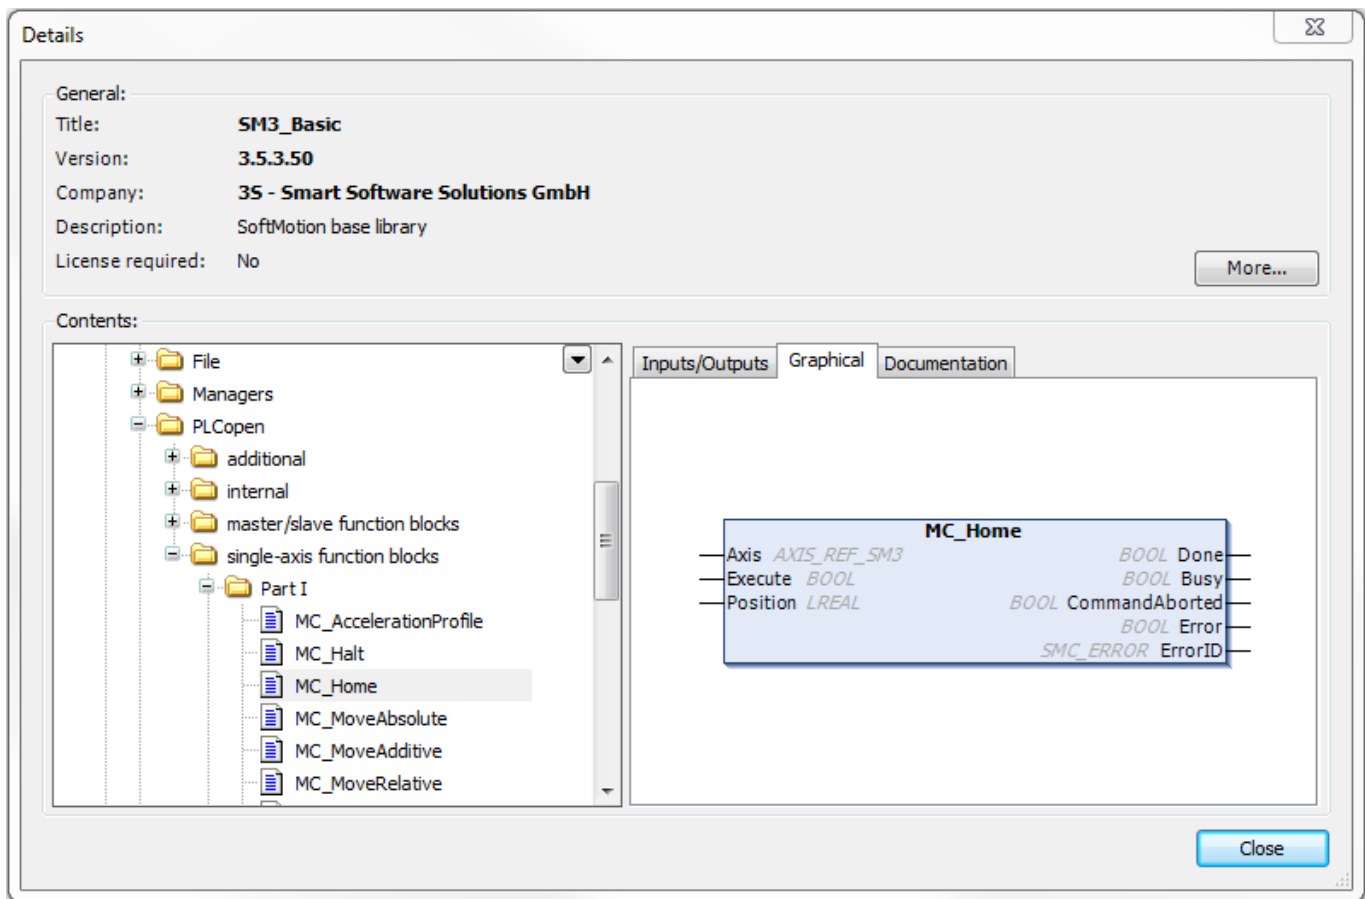 Details
General:
Title: SM3_Basic
Version: 3.5.3.50
Company: 3S - Smart Software Solutions GmbH
Description: SoftMotion base library
License required: No
More...
Contents:
File
Managers
PLCopen
additional
internal
master/slave function blocks
single-axis function blocks
Part I
MC_AccelerationProfile
MC_Halt
MC_Home
MC_MoveAbsolute
MC_MoveAdditive
MC_MoveRelative
Inputs/Outputs Graphical Documentation
MC_Home
Axis AXIS_REF_SM3 BOOL Done
Execute BOOL BOOL Busy
Position LREAL BOOL CommandAborted
BOOL Error
SMC_ERROR ErrorID
Close